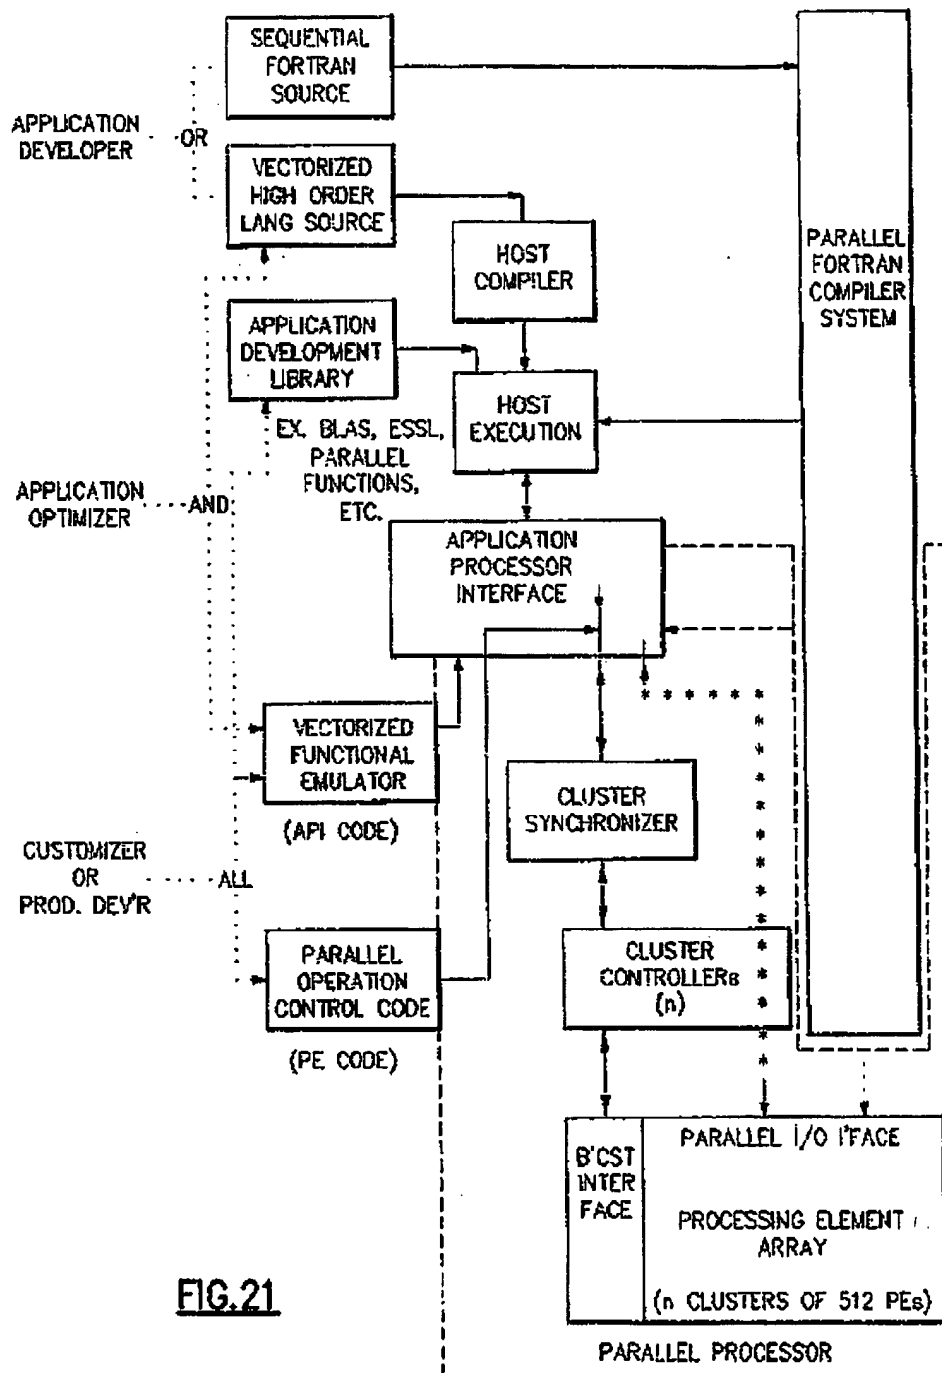 SEQUENTIAL
FORTRAN
SOURCE
APPLICATION
DEVELOPER
OR
VECTORIZED
HIGH ORDER
LANG SOURCE
HOST
COMPILER
PARALLEL
FORTRAN
COMPILER
SYSTEM
APPLICATION
DEVELOPMENT
LIBRARY
HOST
EXECUTION
EX. BLAS, ESSL,
PARALLEL
FUNCTIONS,
ETC.
APPLICATION
OPTIMIZER
AND
APPLICATION
PROCESSOR
INTERFACE
VECTORIZED
FUNCTIONAL
EMULATOR
(API CODE)
CLUSTER
SYNCHRONIZER
CUSTOMIZER
OR
PROD. DEV'R
ALL
PARALLEL
OPERATION
CONTROL CODE
(PE CODE)
CLUSTER
CONTROLLERs
(n)
B'CST
INTER
FACE
PARALLEL I/O I'FACE
PROCESSING ELEMENT
ARRAY
(n CLUSTERS OF 512 PEs)
PARALLEL PROCESSOR
FIG.21